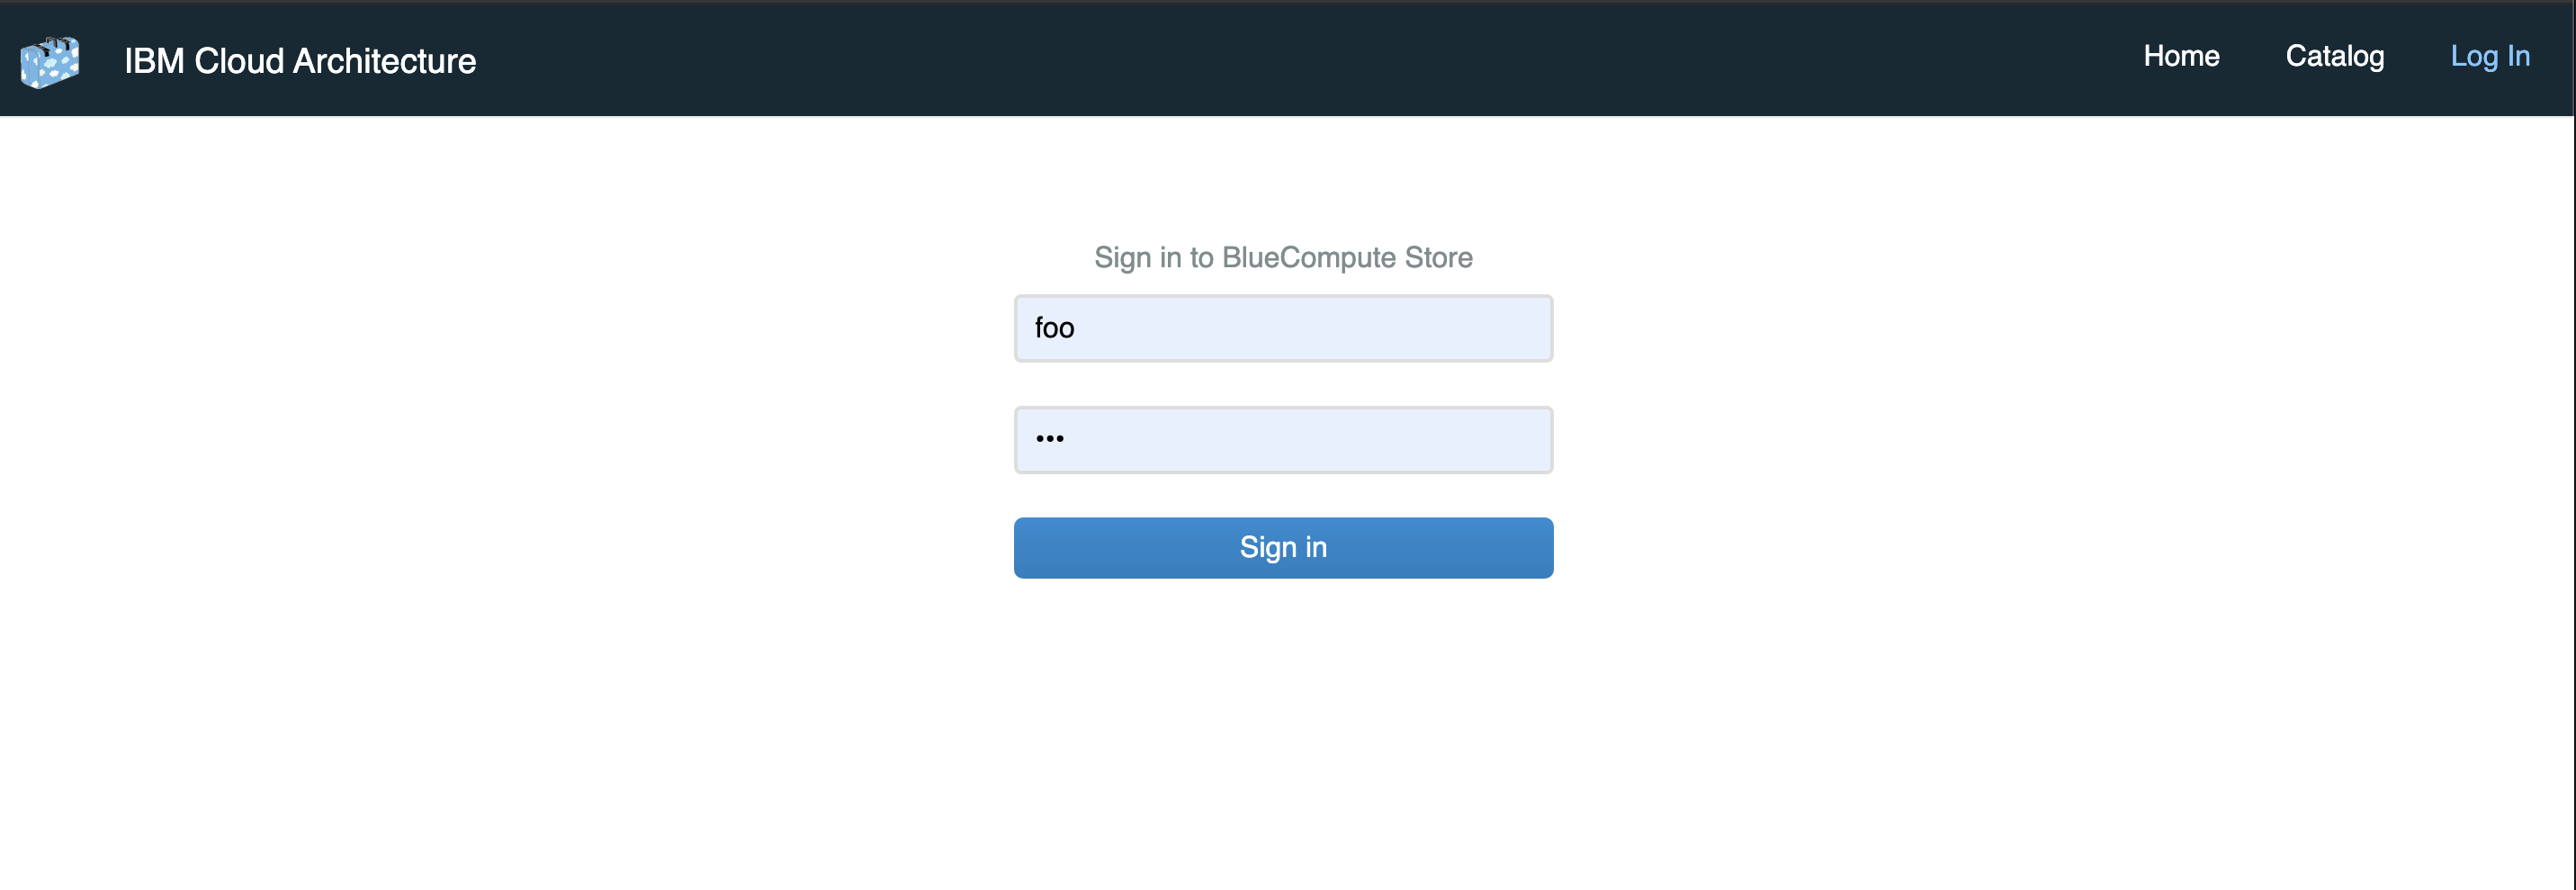 IBM Cloud Architecture
Home Catalog Log In
Sign in to BlueCompute Store
foo
•••
Sign in